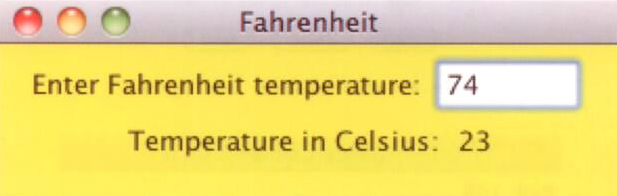 Fahrenheit
Enter Fahrenheit temperature: 74
Temperature in Celsius: 23